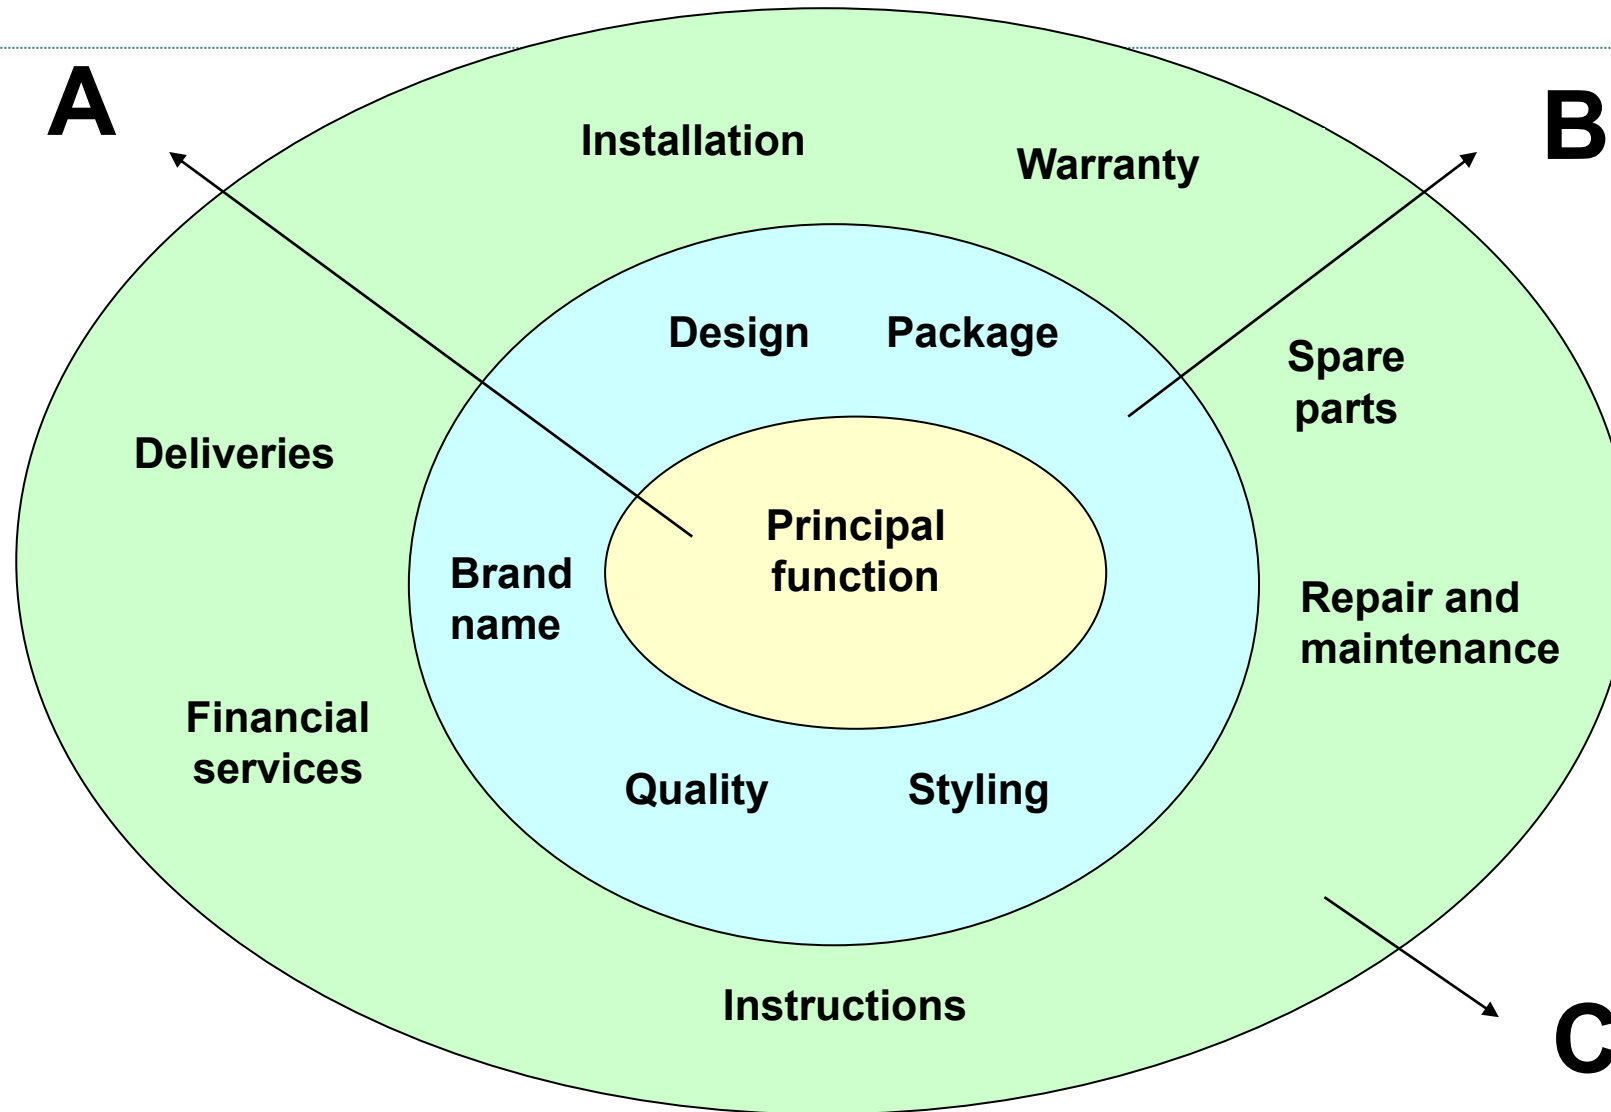 A
B
Installation
Warranty
Design
Package
Spare
parts
Deliveries
Principal
function
Brand
name
Repair and
maintenance
Financial
services
Quality
Styling
Instructions
C